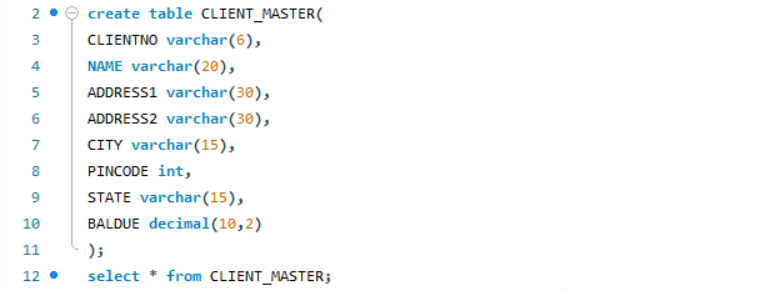 2 create table CLIENT_MASTER(
3 CLIENTNO varchar(6),
4 NAME varchar(20),
5 ADDRESS1 varchar(30),
6 ADDRESS2 varchar(30),
7 CITY varchar(15),
8 PINCODE int,
9 STATE varchar(15),
10 BALDUE decimal(10,2)
11 );
12 select * from CLIENT_MASTER;